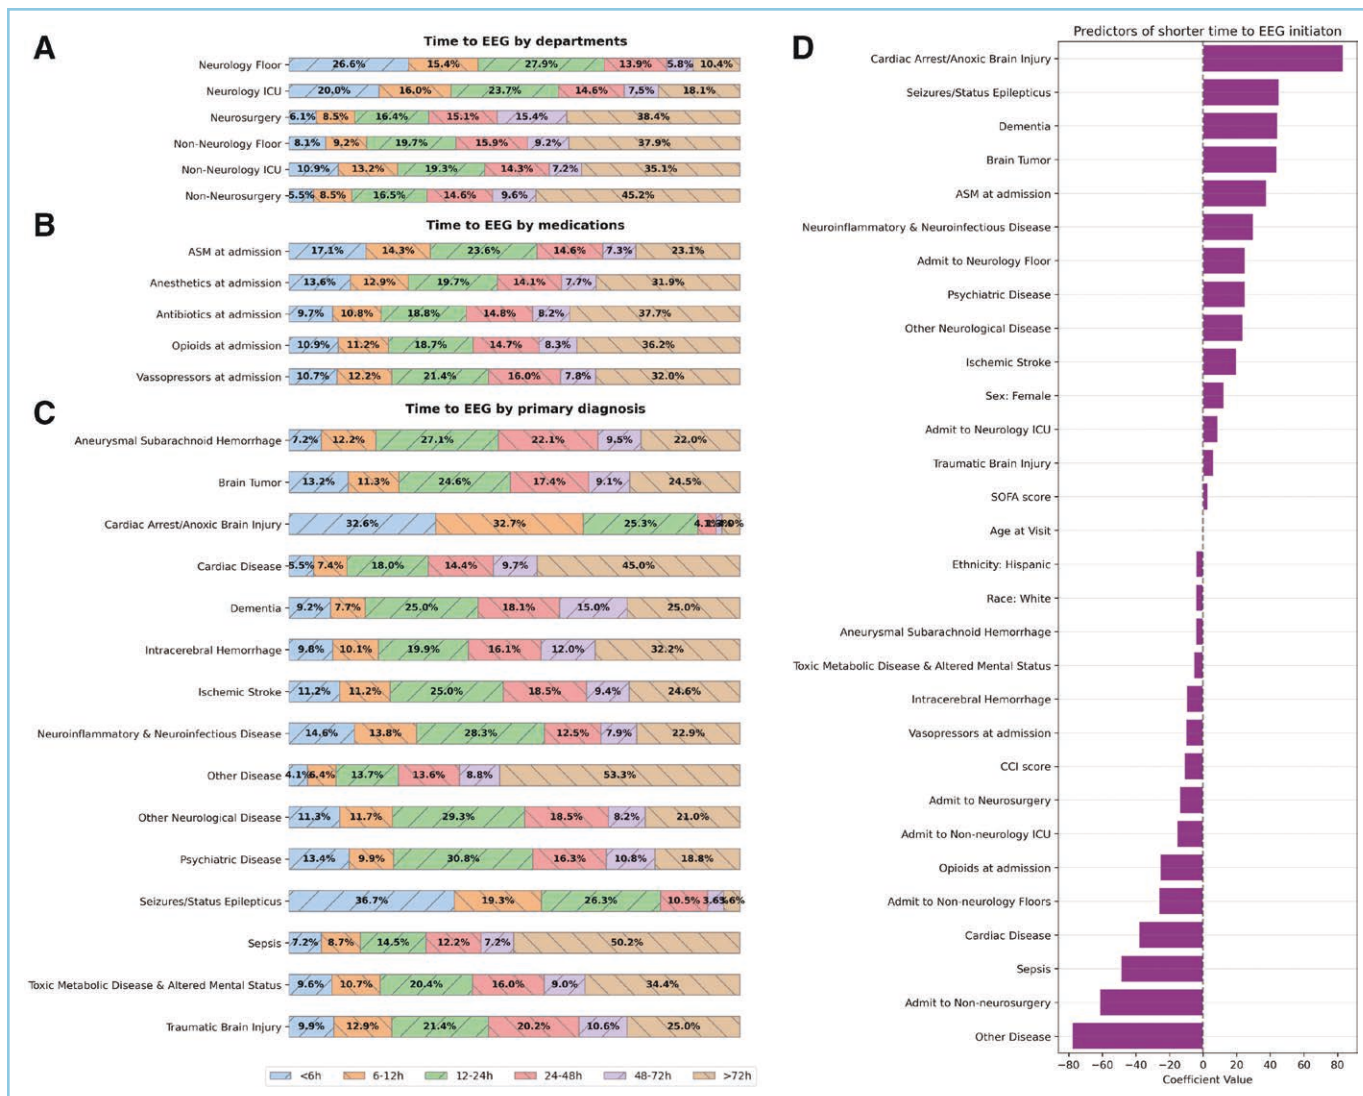 A
Time to EEG by departments
Neurology Floor 26.6% 15.4% 27.9% 13.9% 5.8% 10.4%
Neurology ICU 20.0% 16.0% 23.7% 14.6% 7.5% 18.1%
Neurosurgery 6.1% 8.5% 16.4% 15.1% 15.4% 38.4%
Non-Neurology Floor 8.1% 9.2% 19.7% 15.9% 9.2% 37.9%
Non-Neurology ICU 10.9% 13.2% 19.3% 14.3% 7.2% 35.1%
Non-Neurosurgery 5.5% 8.5% 16.5% 14.6% 9.6% 45.2%
B
Time to EEG by medications
ASM at admission 17.1% 14.3% 23.6% 14.6% 7.3% 23.1%
Anesthetics at admission 13.6% 12.9% 19.7% 14.1% 7.7% 31.9%
Antibiotics at admission 9.7% 10.8% 18.8% 14.8% 8.2% 37.7%
Opioids at admission 10.9% 11.2% 18.7% 14.7% 8.3% 36.2%
Vassopressors at admission 10.7% 12.2% 21.4% 16.0% 7.8% 32.0%
C
Time to EEG by primary diagnosis
Aneurysmal Subarachnoid Hemorrhage 7.2% 12.2% 27.1% 22.1% 9.5% 22.0%
Brain Tumor 13.2% 11.3% 24.6% 17.4% 9.1% 24.5%
Cardiac Arrest/Anoxic Brain Injury 32.6% 32.7% 25.3%
Cardiac Disease 5.5% 7.4% 18.0% 14.4% 9.7% 45.0%
Dementia 9.2% 7.7% 25.0% 18.1% 15.0% 25.0%
Intracerebral Hemorrhage 9.8% 10.1% 19.9% 16.1% 12.0% 32.2%
Ischemic Stroke 11.2% 11.2% 25.0% 18.5% 9.4% 24.6%
Neuroinflammatory & Neuroinfectious Disease 14.6% 13.8% 28.3% 12.5% 7.9% 22.9%
Other Disease 4.1% 6.4% 13.7% 13.6% 8.8% 53.3%
Other Neurological Disease 11.3% 11.7% 29.3% 18.5% 8.2% 21.0%
Psychiatric Disease 13.4% 9.9% 30.8% 16.3% 10.8% 18.8%
Seizures/Status Epilepticus 36.7% 19.3% 26.3% 10.5%
Sepsis 7.2% 8.7% 14.5% 12.2% 7.2% 50.2%
Toxic Metabolic Disease & Altered Mental Status 9.6% 10.7% 20.4% 16.0% 9.0% 34.4%
Traumatic Brain Injury 9.9% 12.9% 21.4% 20.2% 10.6% 25.0%
<6h 6-12h 12-24h 24-48h 48-72h >72h
D
Predictors of shorter time to EEG initiaton
Cardiac Arrest/Anoxic Brain Injury
Seizures/Status Epilepticus
Dementia
Brain Tumor
ASM at admission
Neuroinflammatory & Neuroinfectious Disease
Admit to Neurology Floor
Psychiatric Disease
Other Neurological Disease
Ischemic Stroke
Sex: Female
Admit to Neurology ICU
Traumatic Brain Injury
SOFA score
Age at Visit
Ethnicity: Hispanic
Race: White
Aneurysmal Subarachnoid Hemorrhage
Toxic Metabolic Disease & Altered Mental Status
Intracerebral Hemorrhage
Vasopressors at admission
CCI score
Admit to Neurosurgery
Admit to Non-neurology ICU
Opioids at admission
Admit to Non-neurology Floors
Cardiac Disease
Sepsis
Admit to Non-neurosurgery
Other Disease
−80 −60 −40 −20 0 20 40 60 80
Coefficient Value